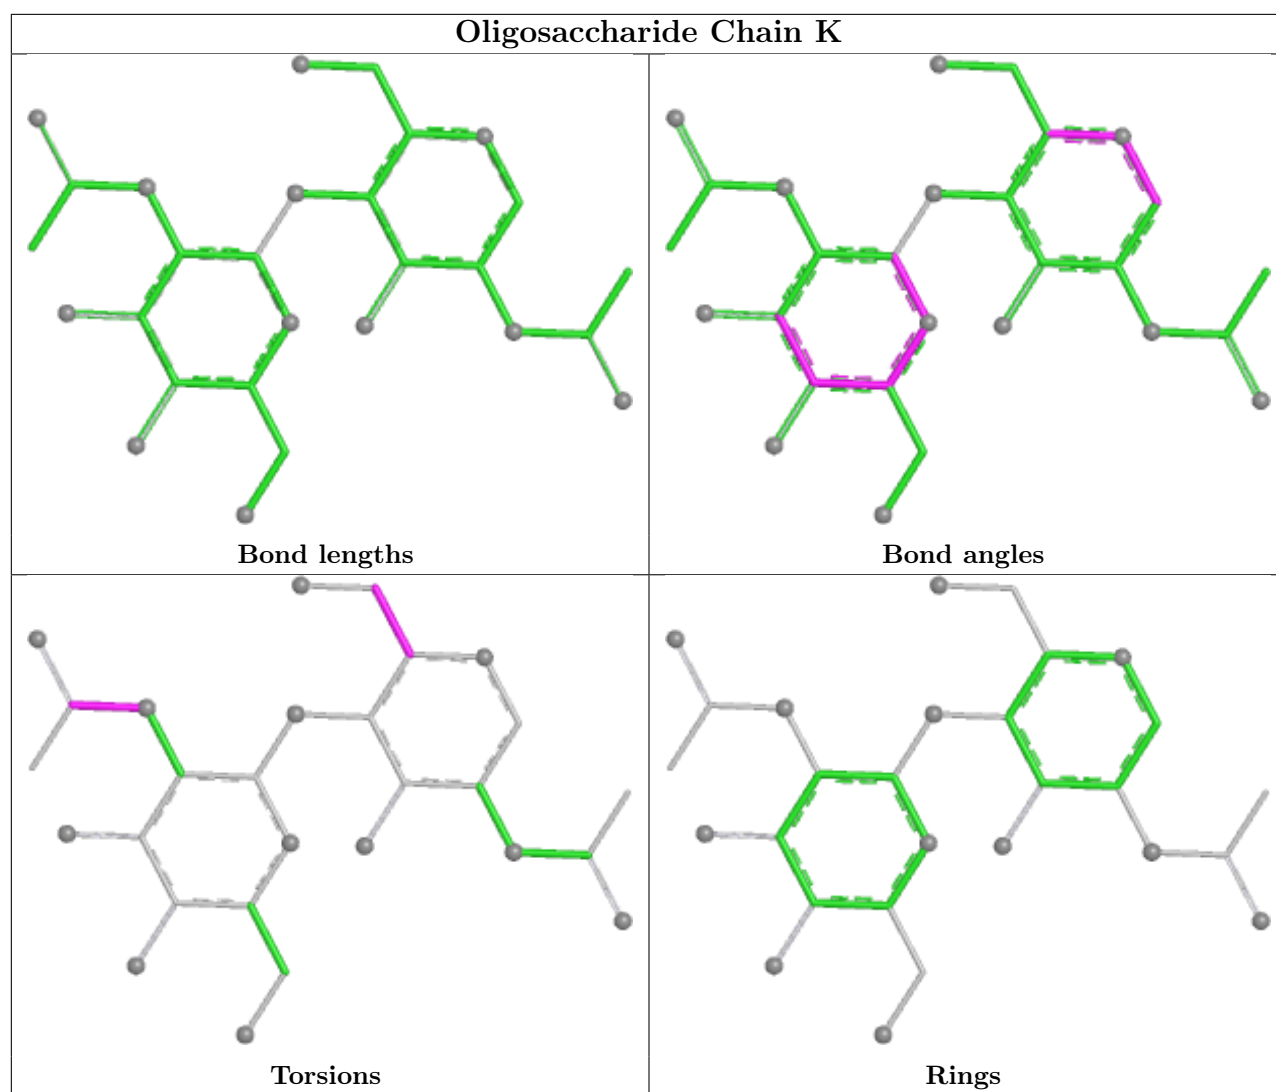 Oligosaccharide Chain K
Bond lengths
Bond angles
Torsions
Rings